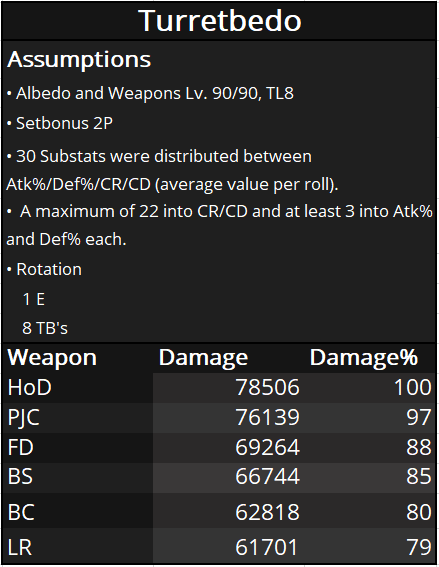 Turretbedo
Assumptions
• Albedo and Weapons Lv. 90/90, TL8
• Setbonus 2P
• 30 Substats were distributed between
Atk%/Def%/CR/CD (average value per roll).
• A maximum of 22 into CR/CD and at least 3 into Atk%
and Def% each.
• Rotation
1 E
8 TB's
Weapon Damage Damage%
HoD 78506 100
PJC 76139 97
FD 69264 88
BS 66744 85
BC 62818 80
LR 61701 79